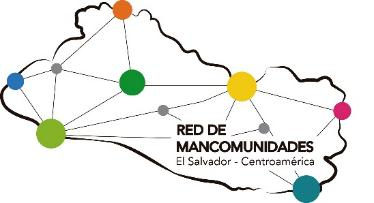 RED DE
MANCOMUNIDADES
El Salvador - Centroamérica